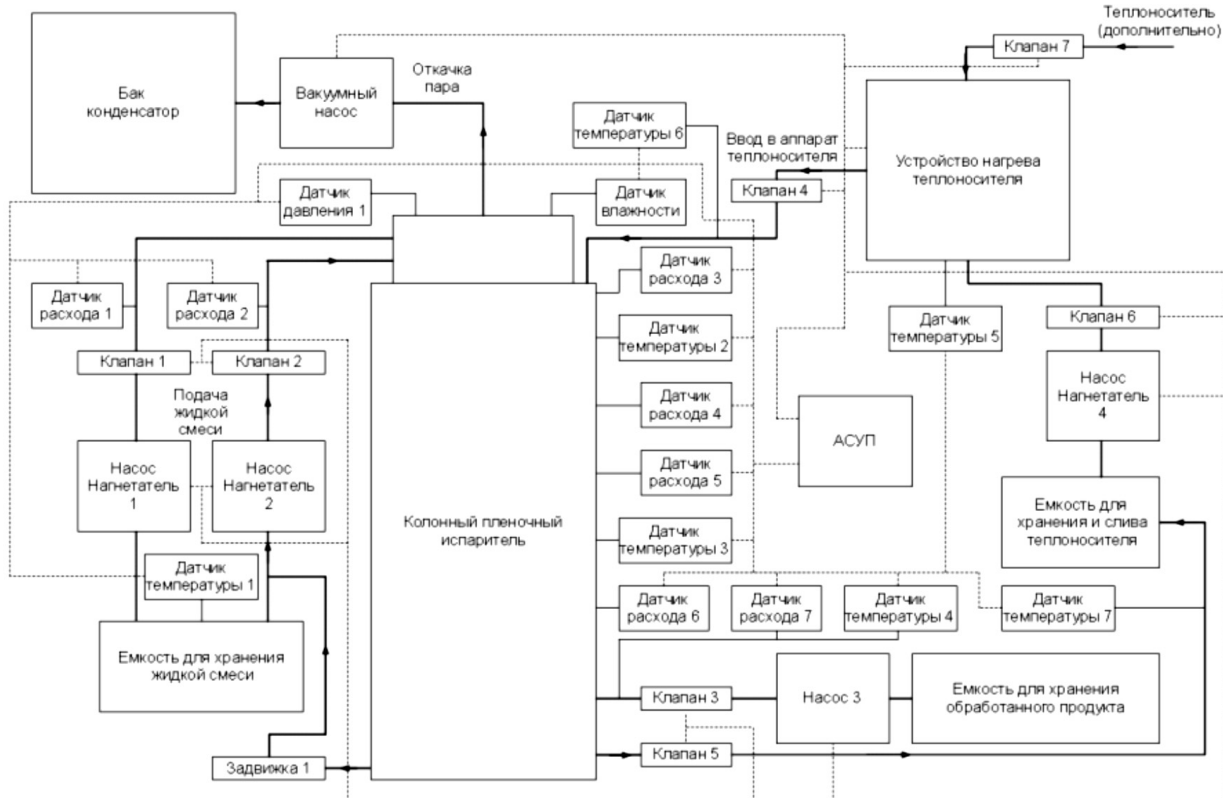 Теплоноситель
(дополнительно)
Клапан 7
Бак
конденсатор
Вакуумный
насос
Откачка
пара
Датчик
температуры 6
Ввод в аппарат
теплоносителя
Устройство нагрева
теплоносителя
Датчик
давления 1
Датчик
влажности
Клапан 4
Датчик
расхода 1
Датчик
расхода 2
Датчик
расхода 3
Клапан 1
Клапан 2
Датчик
температуры 2
Датчик
температуры 5
Клапан 6
Подача
жидкой
смеси
Датчик
расхода 4
Насос
Нагнетатель
4
АСУП
Насос
Нагнетатель
1
Насос
Нагнетатель
2
Датчик
расхода 5
Колонный пленочный
испаритель
Емкость для
хранения и слива
теплоносителя
Датчик
температуры 3
Датчик
температуры 1
Датчик
расхода 6
Датчик
расхода 7
Датчик
температуры 4
Датчик
температуры 7
Емкость для хранения
жидкой смеси
Клапан 3
Насос 3
Емкость для хранения
обработанного продукта
Клапан 5
Задвижка 1